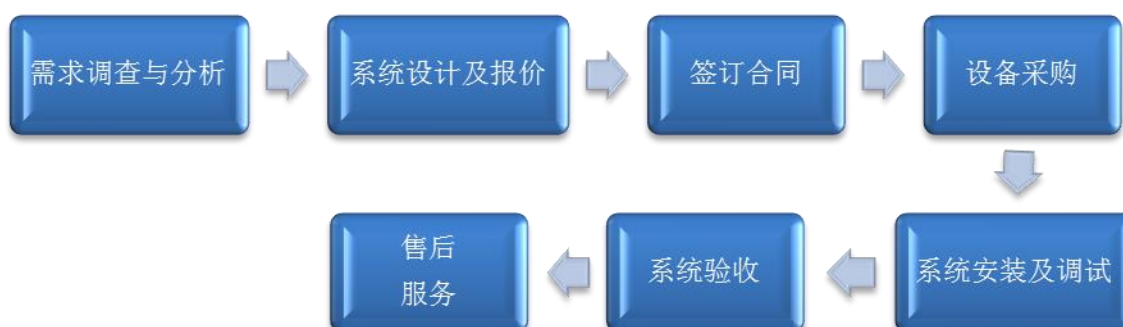 需求调查与分析
系统设计及报价
签订合同
设备采购
系统安装及调试
系统验收
售后
服务